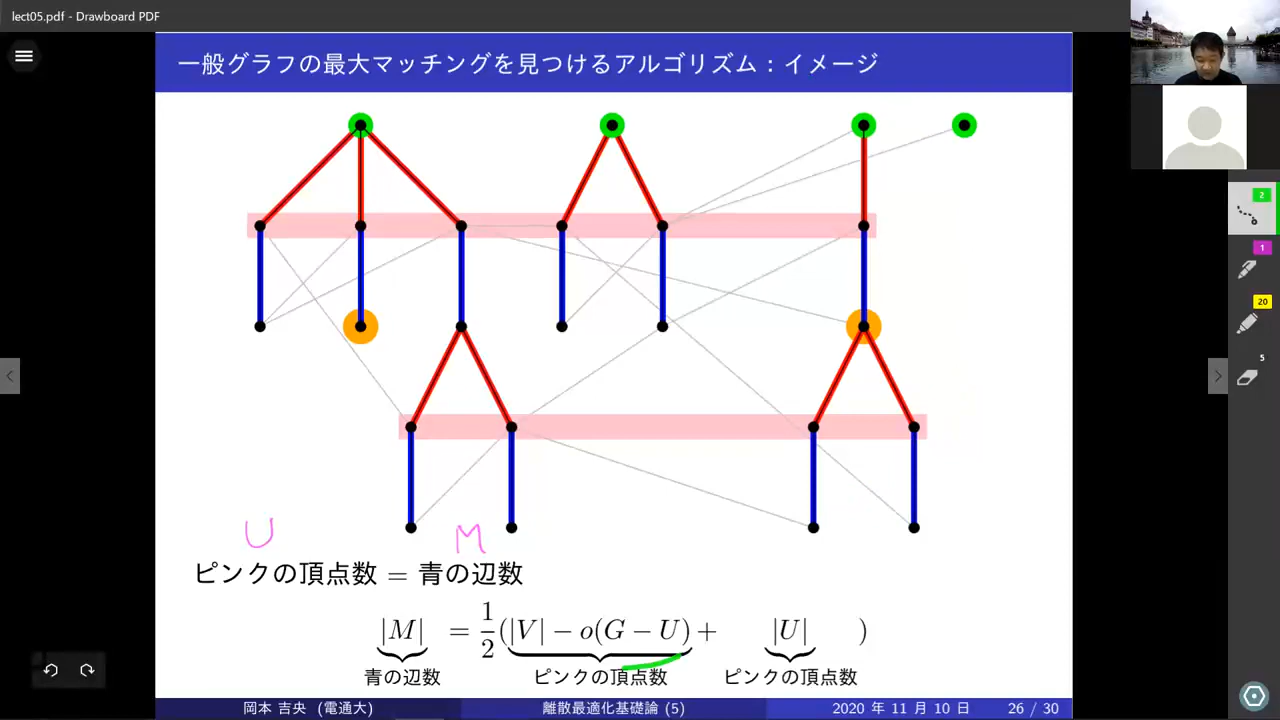 lect05.pdf - Drawboard PDF
一般グラフの最大マッチングを見つけるアルゴリズム：イメージ
2
1
20
5
U
M
ピンクの頂点数 = 青の辺数
|M| = 1/2 (|V| − o(G − U) + |U| )
青の辺数 ピンクの頂点数 ピンクの頂点数
岡本 吉央 (電通大) 離散最適化基礎論 (5) 2020 年 11 月 10 日 26 / 30